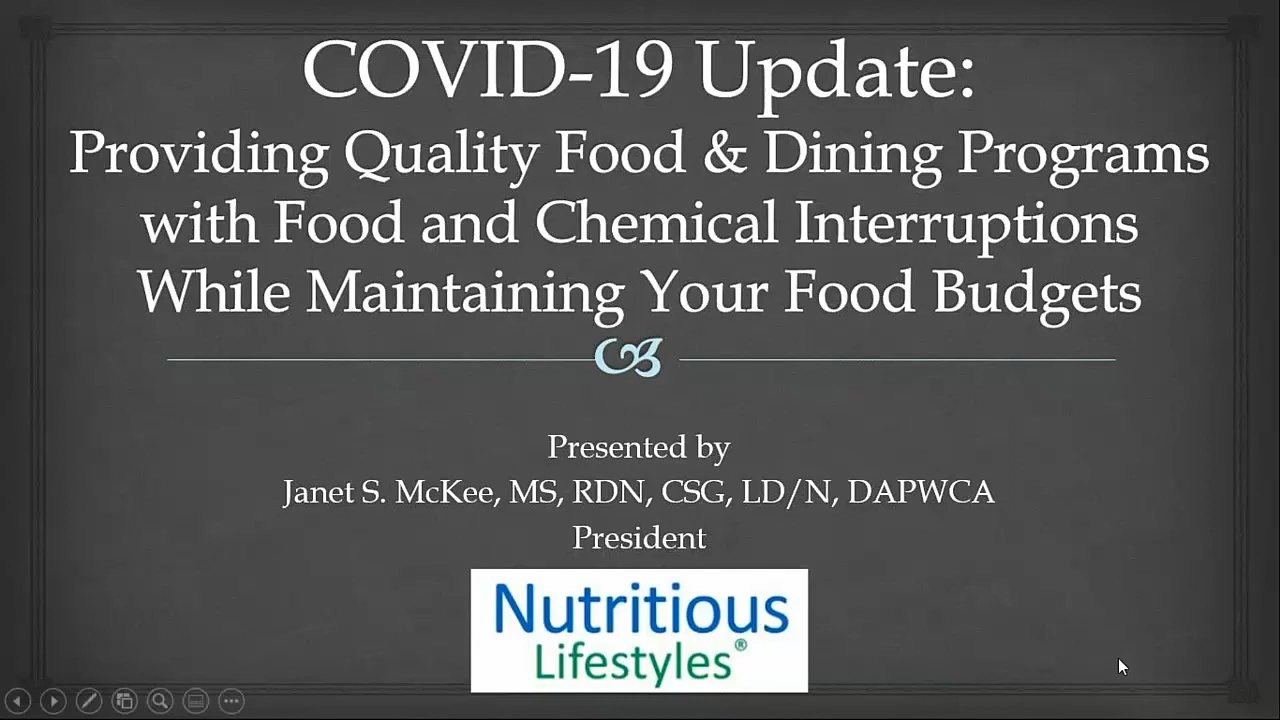 COVID-19 Update:
Providing Quality Food & Dining Programs
with Food and Chemical Interruptions
While Maintaining Your Food Budgets
Presented by
Janet S. McKee, MS, RDN, CSG, LD/N, DAPWCA
President
Nutritious
Lifestyles®